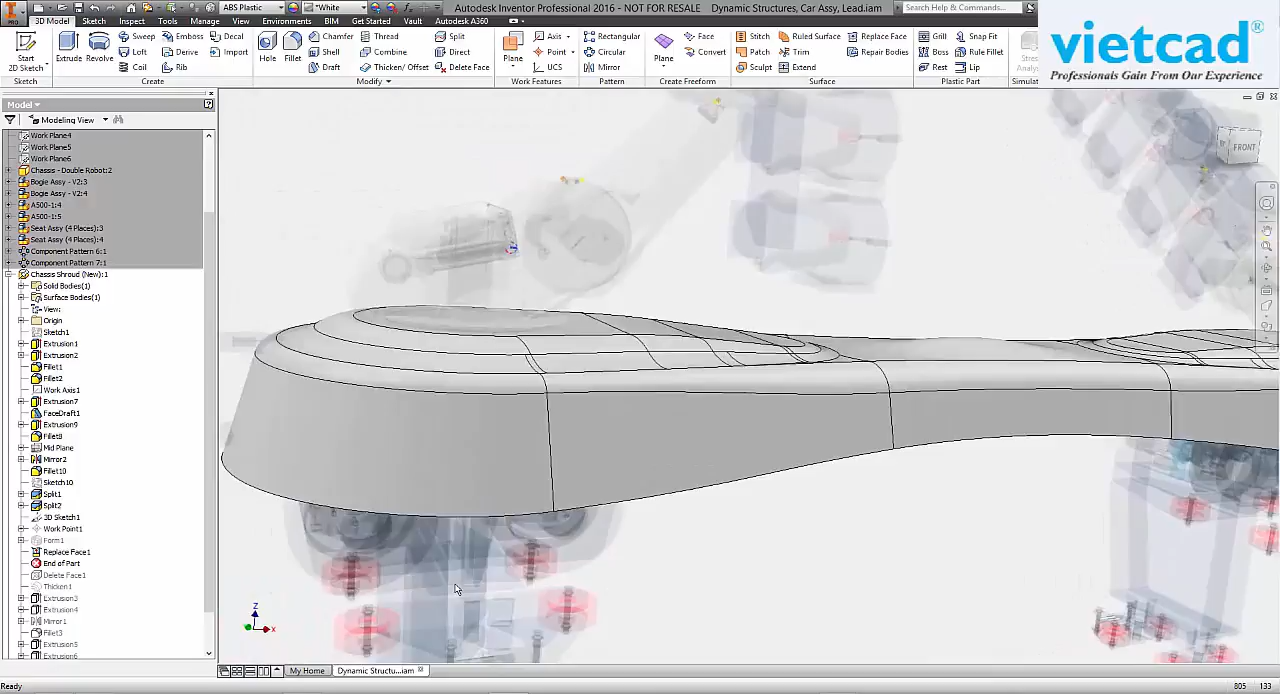 ABS Plastic
*White
Autodesk Inventor Professional 2016 - NOT FOR RESALE Dynamic Structures, Car Assy, Lead.iam
Search Help & Commands...
PRO
3D Model Sketch Inspect Tools Manage View Environments BIM Get Started Vault Autodesk A360
Start
2D Sketch
Extrude Revolve
Sweep Emboss Decal
Loft Derive Import
Coil Rib
Hole Fillet
Chamfer Thread Split
Shell Combine Direct
Draft Thicken/ Offset Delete Face
Plane
Axis
Point
UCS
Rectangular
Circular
Mirror
Plane
Face
Convert
Stitch Ruled Surface Replace Face
Patch Trim Repair Bodies
Sculpt Extend
Grill Snap Fit
Boss Rule Fillet
Rest Lip
Sketch Create Modify Work Features Pattern Create Freeform Surface Plastic Part
vietcad®
Professionals Gain From Our Experience
Model
Modeling View
Work Plane4
Work Plane5
Work Plane6
Chassis - Double Robot:2
Bogie Assy - V2:3
Bogie Assy - V2:4
A500-1:4
A500-1:5
Seat Assy (4 Places):3
Seat Assy (4 Places):4
Component Pattern 6:1
Component Pattern 7:1
Chassis Shroud (New):1
Solid Bodies(1)
Surface Bodies(1)
View:
Origin
Sketch1
Extrusion1
Extrusion2
Fillet1
Fillet2
Work Axis1
Extrusion7
FaceDraft1
Extrusion9
Fillet8
Mid Plane
Mirror2
Fillet10
Sketch10
Split1
Split2
3D Sketch1
Work Point1
Form1
Replace Face1
End of Part
Delete Face1
Thicken1
Extrusion3
Extrusion4
Mirror1
Fillet3
Extrusion5
Extrusion6
FRONT
Z
X
My Home
Dynamic Structu...iam
Ready
805 133